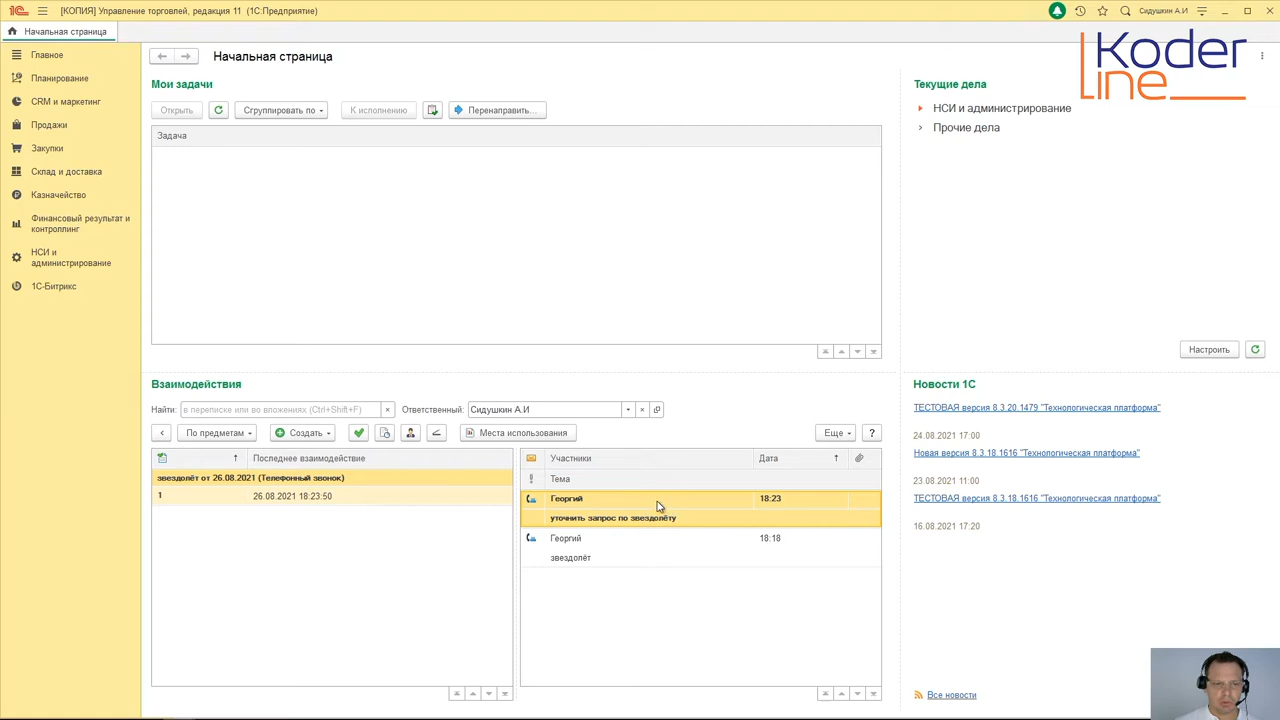 [КОПИЯ] Управление торговлей, редакция 11 (1С:Предприятие)
Сидушкин А.И
Начальная страница
Koder
line
Главное
Планирование
CRM и маркетинг
Продажи
Закупки
Склад и доставка
Казначейство
Финансовый результат и
контроллинг
НСИ и
администрирование
1С-Битрикс
Начальная страница
Мои задачи
Открыть
Сгруппировать по
К исполнению
Перенаправить...
Задача
Текущие дела
НСИ и администрирование
Прочие дела
Настроить
Взаимодействия
Найти: в переписке или во вложениях (Ctrl+Shift+F)
Ответственный: Сидушкин А.И
По предметам
Создать
Места использования
Еще
?
Последнее взаимодействие
звездолёт от 26.08.2021 (Телефонный звонок)
1 26.08.2021 18:23:50
Участники Дата
Тема
Георгий 18:23
уточнить запрос по звездолёту
Георгий 18:18
звездолёт
Новости 1С
ТЕСТОВАЯ версия 8.3.20.1479 "Технологическая платформа"
24.08.2021 17:00
Новая версия 8.3.18.1616 "Технологическая платформа"
23.08.2021 11:00
ТЕСТОВАЯ версия 8.3.18.1616 "Технологическая платформа"
16.08.2021 17:20
Все новости